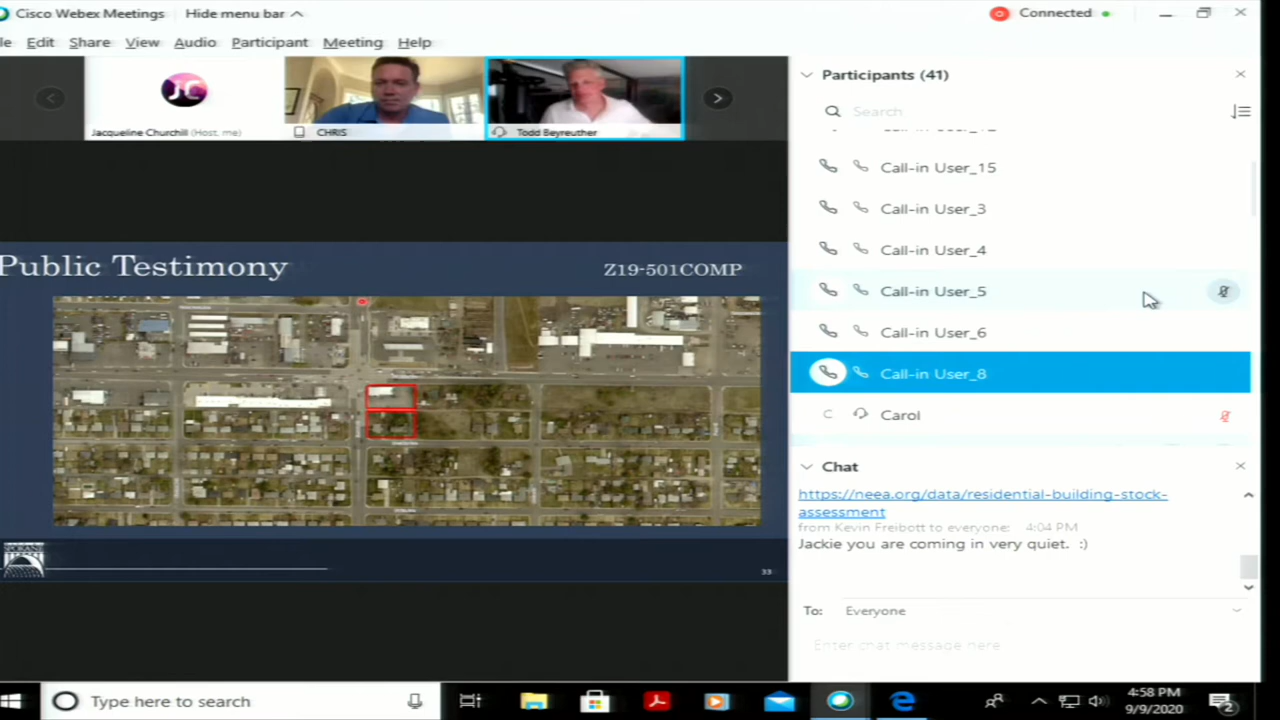 Cisco Webex Meetings Hide menu bar
Connected
Edit Share View Audio Participant Meeting Help
JC
Jacqueline Churchill (Host, me)
CHRIS
Todd Beyreuther
Participants (41)
Search
Call-in User_15
Call-in User_3
Call-in User_4
Call-in User_5
Call-in User_6
Call-in User_8
C Carol
Public Testimony
Z19-501COMP
SPOKANE
33
Chat
https://neea.org/data/residential-building-stock-
assessment
from Kevin Freibott to everyone: 4:04 PM
Jackie you are coming in very quiet. :)
To: Everyone
Enter chat message here
Type here to search
4:58 PM
9/9/2020
2